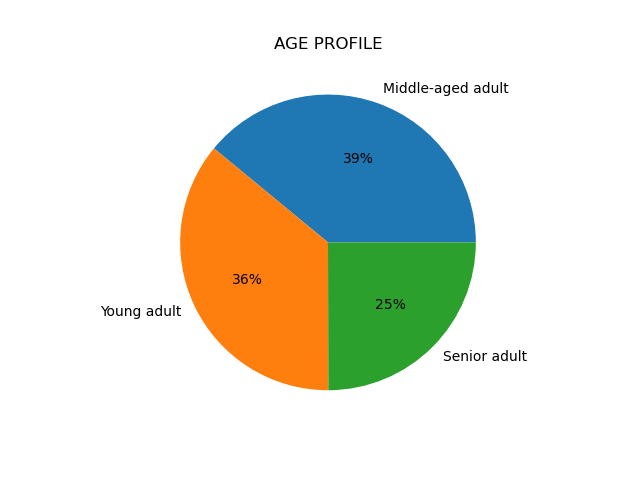 AGE PROFILE
Middle-aged adult
39%
36%
Young adult
25%
Senior adult